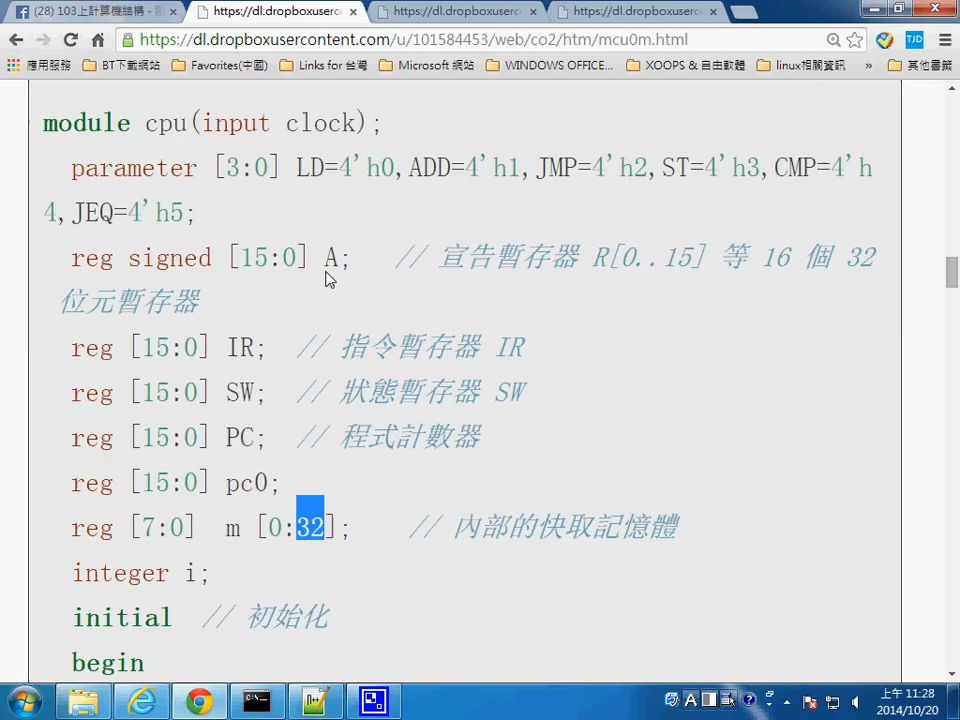 (28) 103上計算機結構 - 
https://dl.dropboxuserc
https://dl.dropboxuserc
https://dl.dropboxuserc
https://dl.dropboxusercontent.com/u/101584453/web/co2/htm/mcu0m.html
應用服務 BT下載網站 Favorites(中國) Links for 台灣 Microsoft 網站 WINDOWS OFFICE... XOOPS & 自由軟體 linux相關資訊 » 其他書籤
module cpu(input clock);
parameter [3:0] LD=4'h0,ADD=4'h1,JMP=4'h2,ST=4'h3,CMP=4'h
4,JEQ=4'h5;
reg signed [15:0] A; // 宣告暫存器 R[0..15] 等 16 個 32
位元暫存器
reg [15:0] IR; // 指令暫存器 IR
reg [15:0] SW; // 狀態暫存器 SW
reg [15:0] PC; // 程式計數器
reg [15:0] pc0;
reg [7:0] m [0:32]; // 內部的快取記憶體
integer i;
initial // 初始化
begin
上午 11:28
2014/10/20